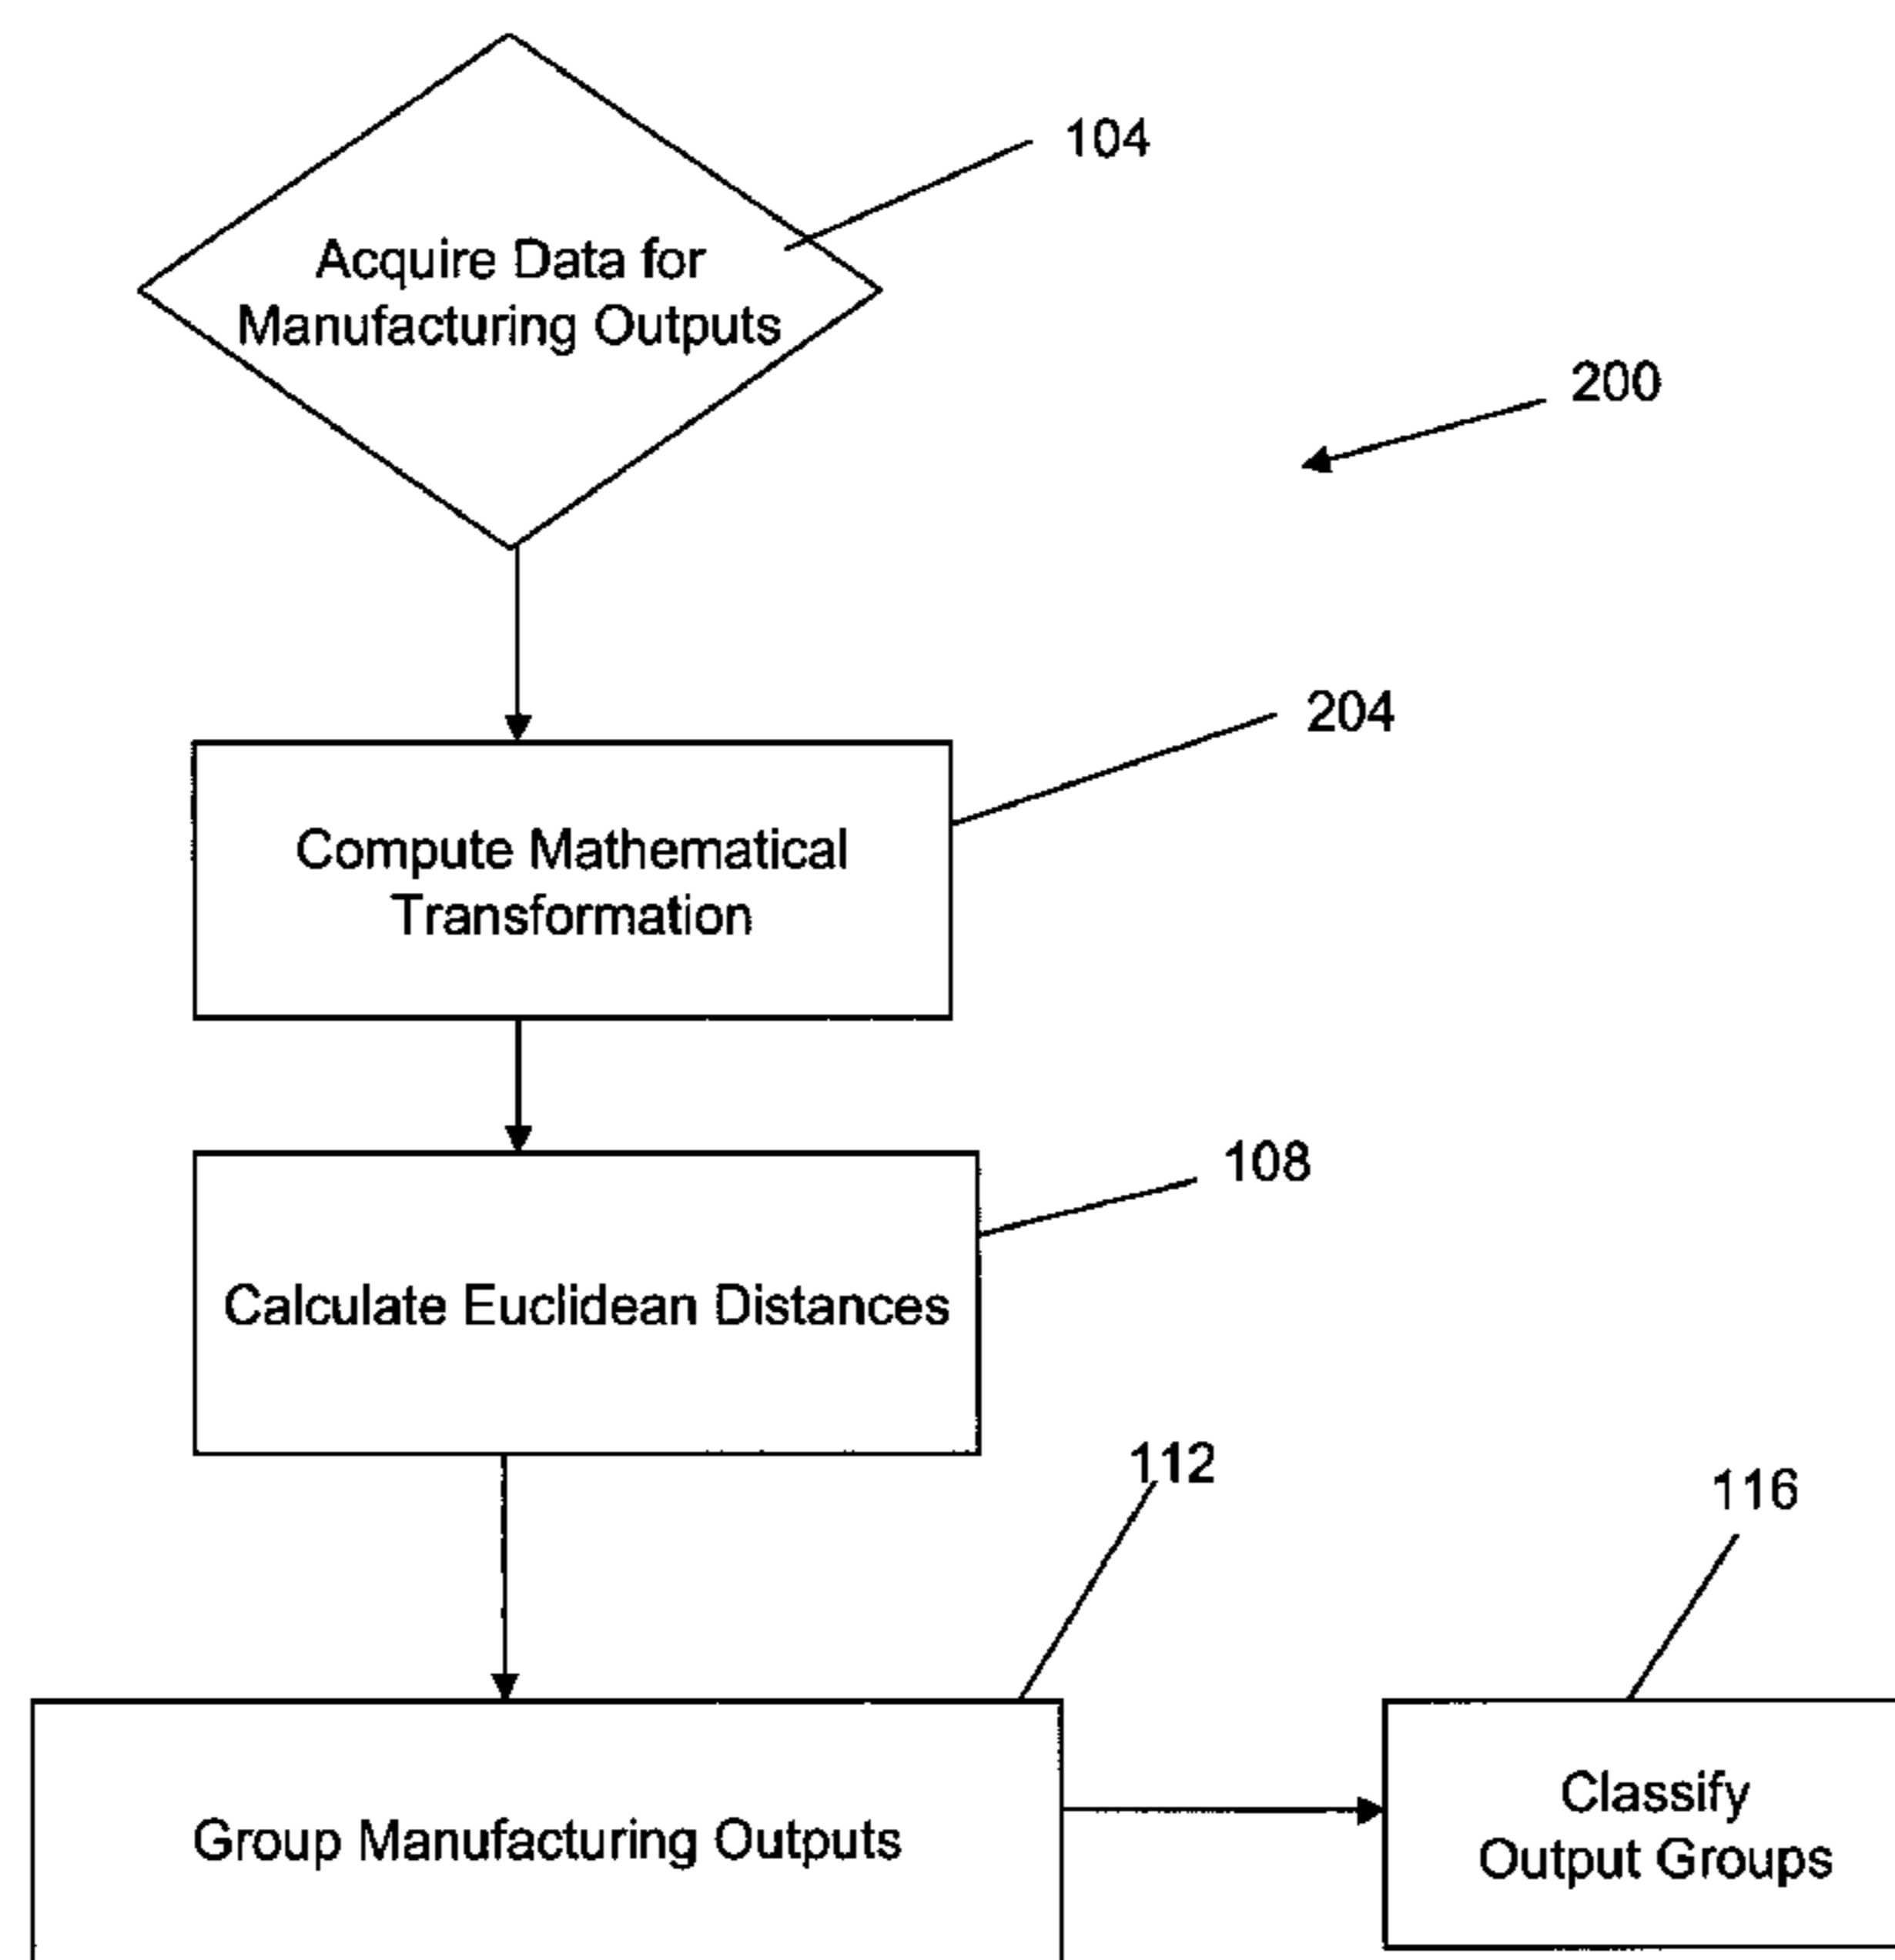 104
Acquire Data for
Manufacturing Outputs
200
204
Compute Mathematical
Transformation
108
Calculate Euclidean Distances
112
116
Group Manufacturing Outputs
Classify
Output Groups